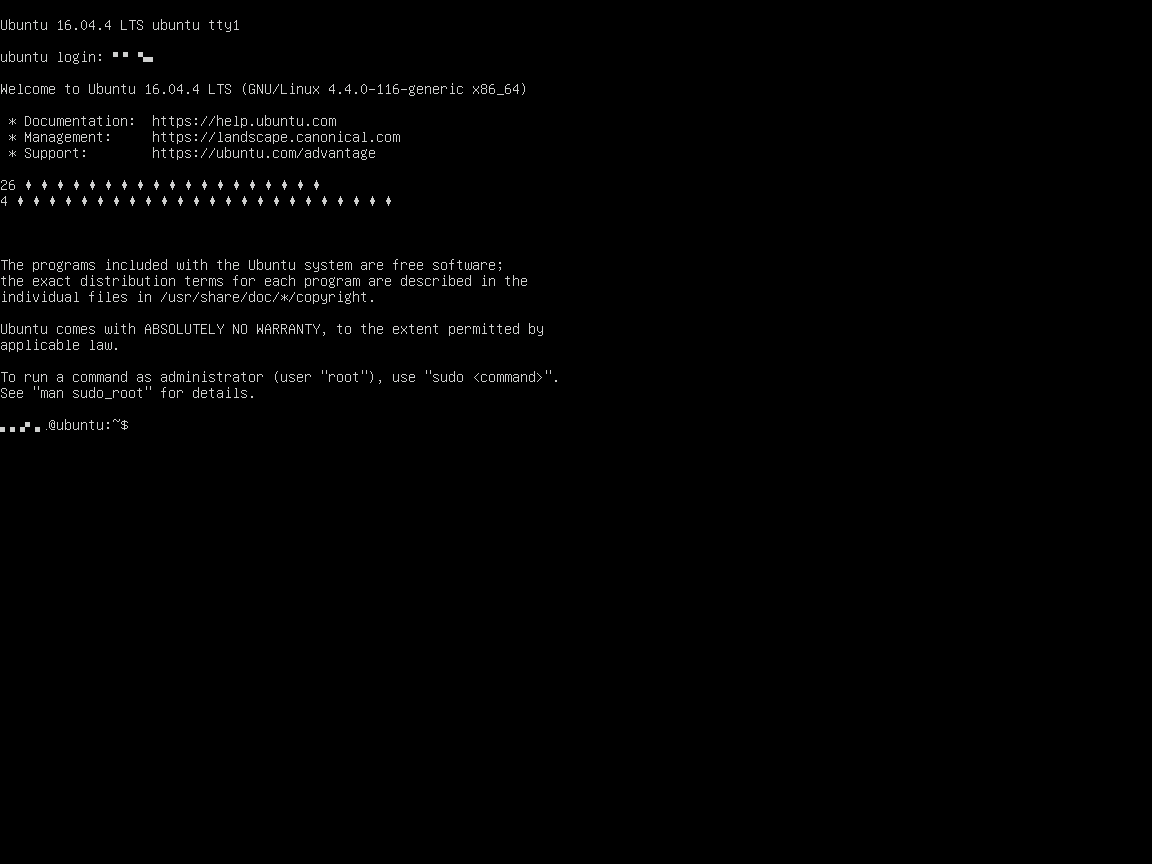 Ubuntu 16.04.4 LTS ubuntu tty1
ubuntu login:
Welcome to Ubuntu 16.04.4 LTS (GNU/Linux 4.4.0-116-generic x86_64)
* Documentation:  https://help.ubuntu.com
* Management:     https://landscape.canonical.com
* Support:        https://ubuntu.com/advantage
26 ♦ ♦ ♦ ♦ ♦ ♦ ♦ ♦ ♦ ♦ ♦ ♦ ♦ ♦ ♦ ♦ ♦ ♦ ♦
4 ♦ ♦ ♦ ♦ ♦ ♦ ♦ ♦ ♦ ♦ ♦ ♦ ♦ ♦ ♦ ♦ ♦ ♦ ♦ ♦ ♦ ♦ ♦ ♦
The programs included with the Ubuntu system are free software;
the exact distribution terms for each program are described in the
individual files in /usr/share/doc/*/copyright.
Ubuntu comes with ABSOLUTELY NO WARRANTY, to the extent permitted by
applicable law.
To run a command as administrator (user "root"), use "sudo <command>".
See "man sudo_root" for details.
@ubuntu:~$